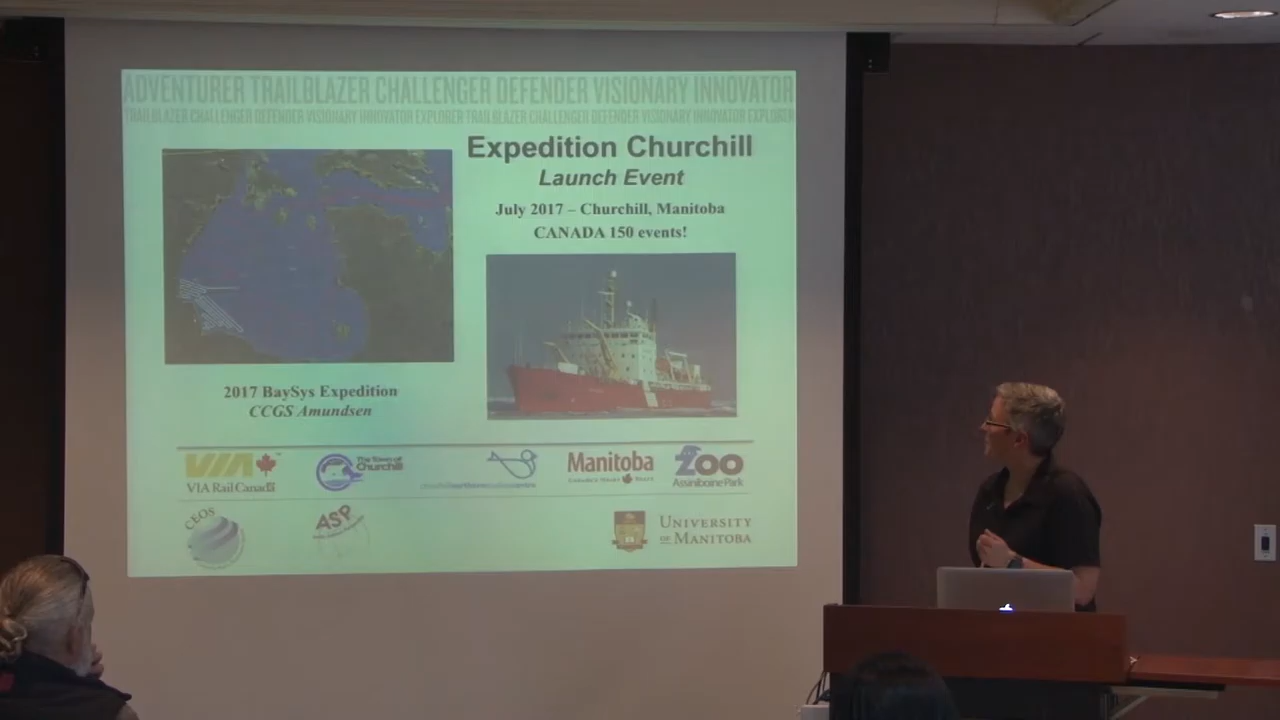 ADVENTURER TRAILBLAZER CHALLENGER DEFENDER VISIONARY INNOVATOR
TRAILBLAZER CHALLENGER DEFENDER VISIONARY INNOVATOR EXPLORER TRAILBLAZER CHALLENGER DEFENDER VISIONARY INNOVATOR EXPLORER
Expedition Churchill
Launch Event
July 2017 – Churchill, Manitoba
CANADA 150 events!
2017 BaySys Expedition
CCGS Amundsen
VIA
VIA Rail Canada
The Town of
Churchill
Manitoba
ZOO
Assiniboine Park
CEOS
ASP
UNIVERSITY
OF MANITOBA